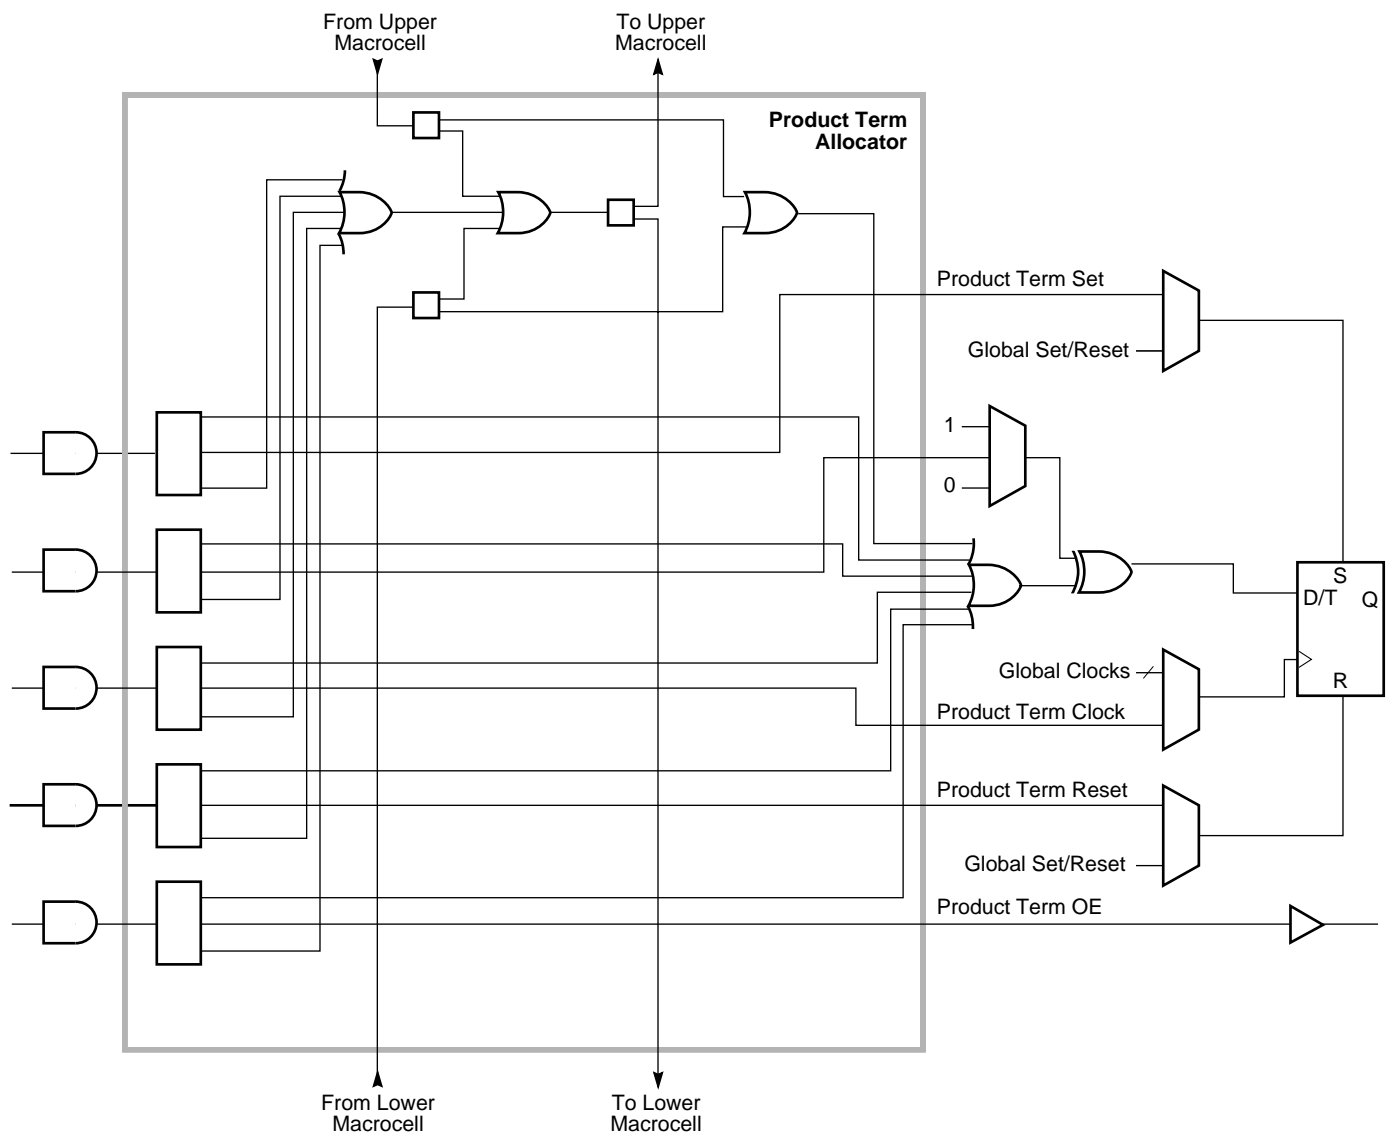 From Upper
Macrocell
To Upper
Macrocell
Product Term
Allocator
Product Term Set
Global Set/Reset
1
0
S
D/T
Q
R
Global Clocks
Product Term Clock
Product Term Reset
Global Set/Reset
Product Term OE
From Lower
Macrocell
To Lower
Macrocell